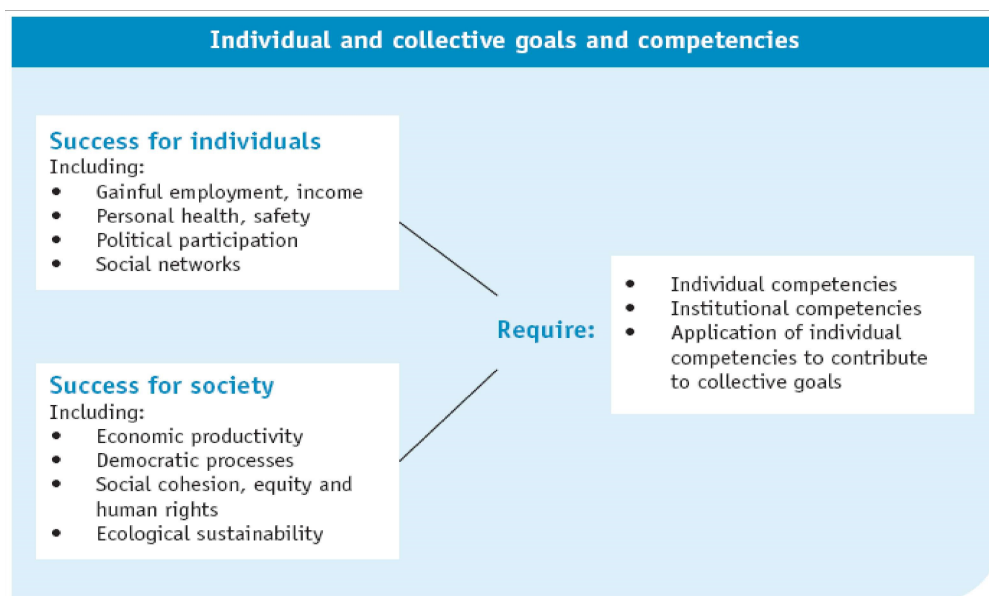 Individual and collective goals and competencies
Success for individuals
Including:
• Gainful employment, income
• Personal health, safety
• Political participation
• Social networks
Success for society
Including:
• Economic productivity
• Democratic processes
• Social cohesion, equity and
human rights
• Ecological sustainability
Require:
• Individual competencies
• Institutional competencies
• Application of individual
competencies to contribute
to collective goals